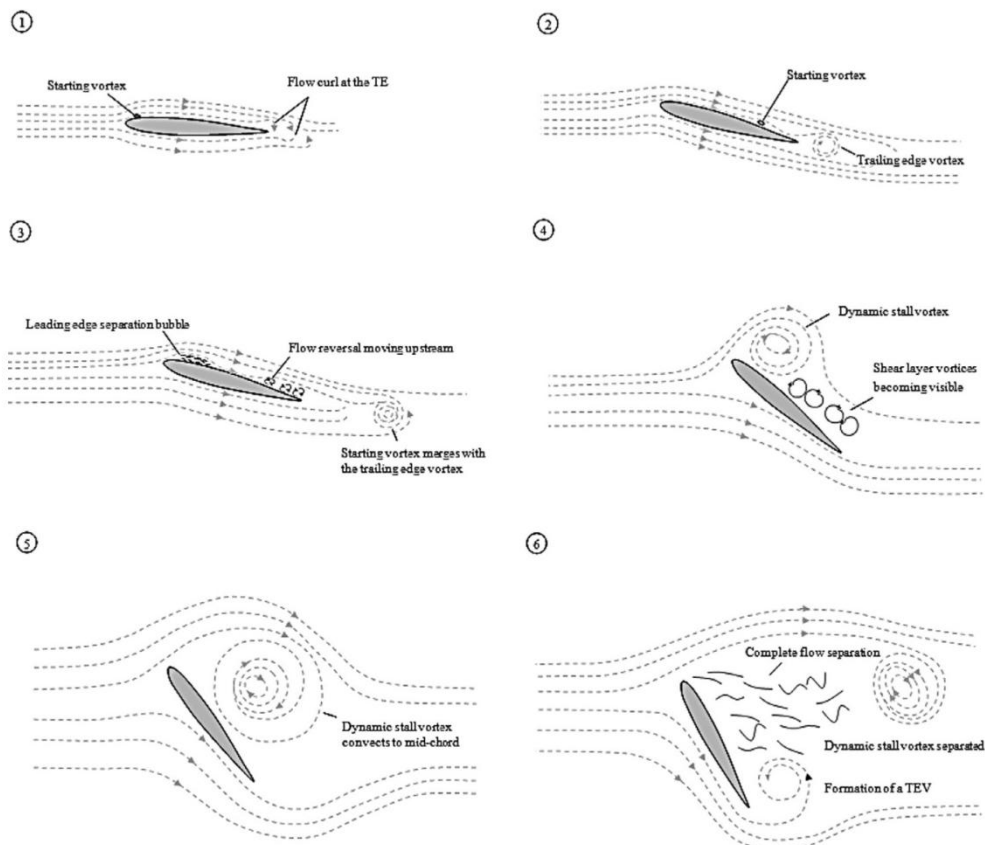 1
2
Starting vortex
Flow curl at the TE
Starting vortex
Trailing edge vortex
3
4
Leading edge separation bubble
Flow reversal moving upstream
Starting vortex merges with
the trailing edge vortex
Dynamic stall vortex
Shear layer vortices
becoming visible
5
6
Dynamic stall vortex
convects to mid-chord
Complete flow separation
Dynamic stall vortex separated
Formation of a TEV